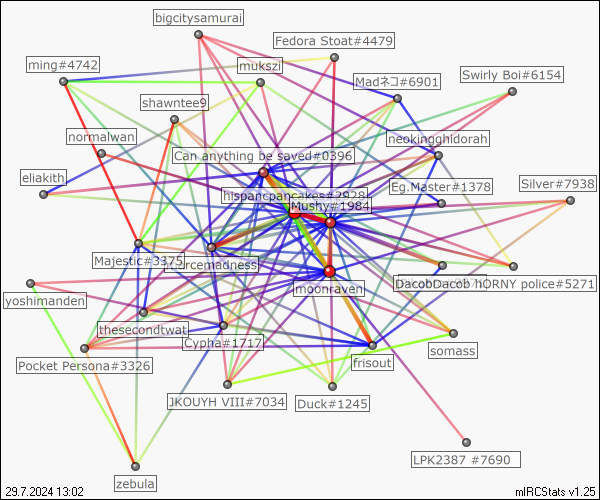 bigcitysamurai
Fedora Stoat#4479
ming#4742
mukszi
Swirly Boi#6154
Madネコ#6901
shawntee9
normalwan
neokingghidorah
Can anything be saved#0396
eliakith
Eg.Master#1378
Silver#7938
hispancpancakes#2928
Mushy#1984
Majestic#3375
moonraven
DacobDacob
HORNY police#5271
yoshimanden
thesecondtwat
Cypha#1717
somass
Pocket Persona#3326
frisout
JKOUYH VIII#7034
Duck#1245
LPK2387 #7690
zebula
29.7.2024 13:02
mIRCStats v1.25